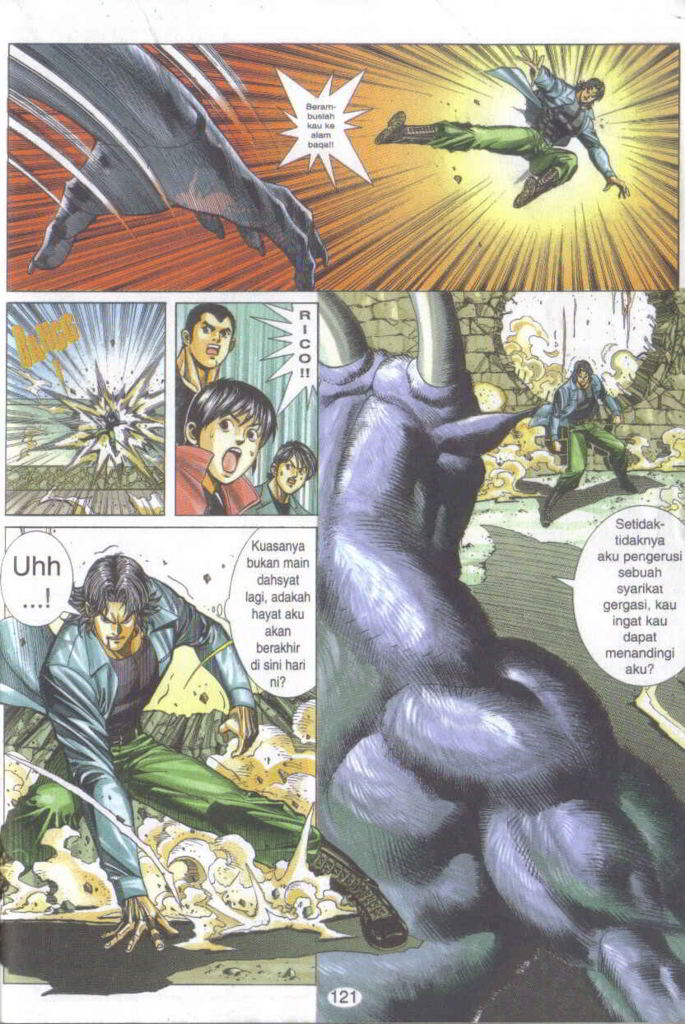 Beram-
buslah
kau ke
alam
baqa!!
RICO!!
Uhh
...!
Kuasanya
bukan main
dahsyat
lagi, adakah
hayat aku
akan
berakhir
di sini hari
ni?
Setidak-
tidaknya
aku pengerusi
sebuah
syarikat
gergasi, kau
ingat kau
dapat
menandingi
aku?
121